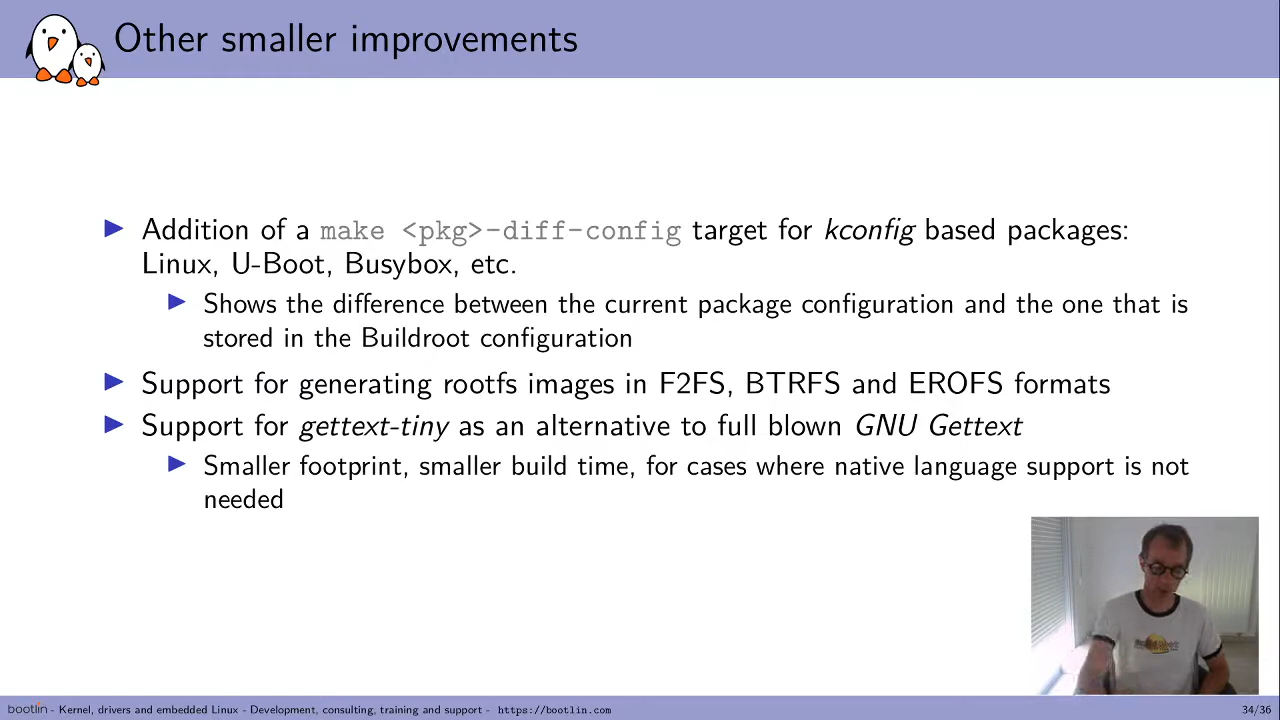 Other smaller improvements
Addition of a make <pkg>-diff-config target for kconfig based packages:
Linux, U-Boot, Busybox, etc.
Shows the difference between the current package configuration and the one that is
stored in the Buildroot configuration
Support for generating rootfs images in F2FS, BTRFS and EROFS formats
Support for gettext-tiny as an alternative to full blown GNU Gettext
Smaller footprint, smaller build time, for cases where native language support is not
needed
bootlin - Kernel, drivers and embedded Linux - Development, consulting, training and support - https://bootlin.com
34/36